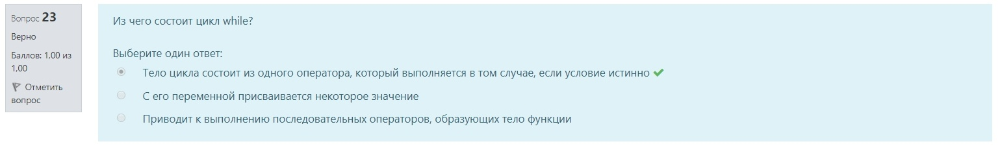 Вопрос 23
Верно
Баллов: 1,00 из
1,00
Отметить
вопрос
Из чего состоит цикл while?
Выберите один ответ:
Тело цикла состоит из одного оператора, который выполняется в том случае, если условие истинно
С его переменной присваивается некоторое значение
Приводит к выполнению последовательных операторов, образующих тело функции